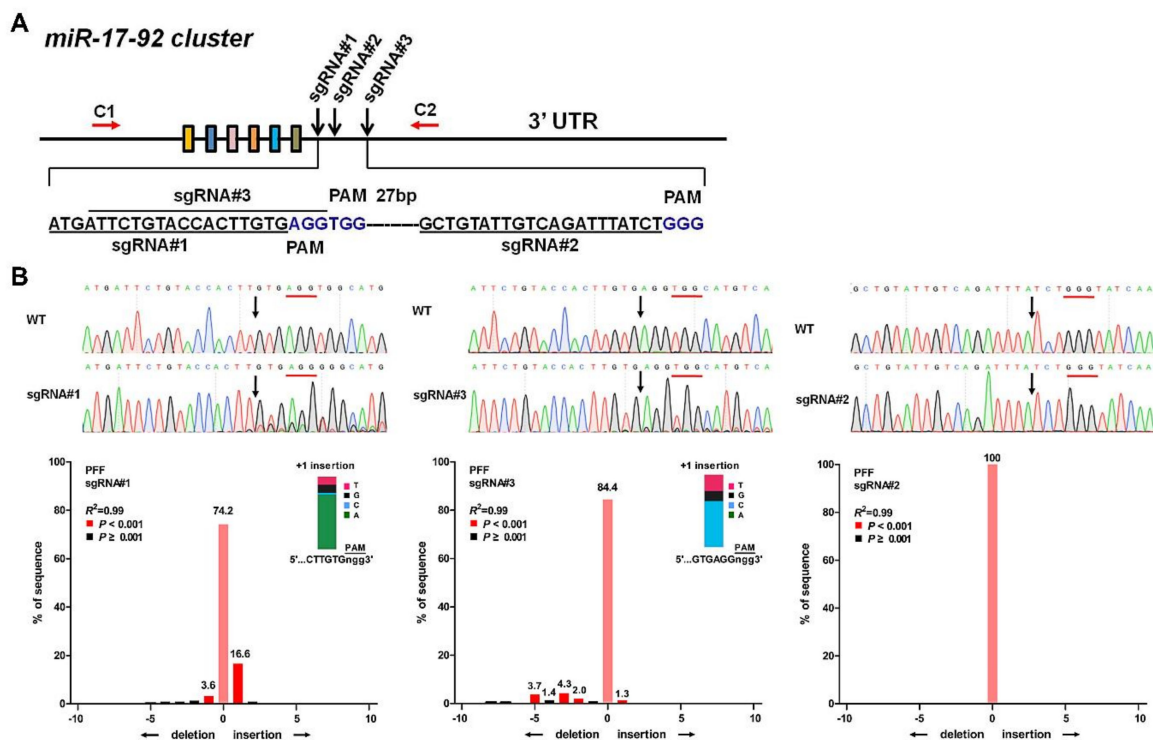 A
miR-17-92 cluster
sgRNA#1
sgRNA#2
sgRNA#3
C1
C2
3' UTR
sgRNA#3
PAM
27bp
PAM
ATGATTCTGTACCACTTGTGAGGTGG--------GCTGTATTGTCAGATTTATCTGGG
sgRNA#1
PAM
sgRNA#2
B
ATGATTCTGTACCACTTGTGAGGTGGCATG
WT
ATGATTCTGTACCACTTGTGAGGGGGCATG
sgRNA#1
ATTCTGTACCACTTGTGAGGTGGCATGTCA
WT
ATTCTGTACCACTTGTGAGGTGGCATGTCA
sgRNA#3
GCTGTATTGTCAGATTTATCTGGGTATCAA
WT
GCTGTATTGTCAGATTTATCTGGGTATCAA
sgRNA#2
PFF
sgRNA#1
R²=0.99
P < 0.001
P ≥ 0.001
+1 insertion
T
G
C
A
PAM
5'...CTTGTGngg3'
74.2
3.6
16.6
% of sequence
100
80
60
40
20
0
-10
-5
0
5
10
deletion insertion
PFF
sgRNA#3
R²=0.99
P < 0.001
P ≥ 0.001
+1 insertion
T
G
C
A
PAM
5'...GTGAGGngg3'
84.4
3.7
1.4
4.3
2.0
1.3
% of sequence
100
80
60
40
20
0
-10
-5
0
5
10
deletion insertion
PFF
sgRNA#2
R²=0.99
P < 0.001
P ≥ 0.001
100
% of sequence
100
80
60
40
20
0
-10
-5
0
5
10
deletion insertion